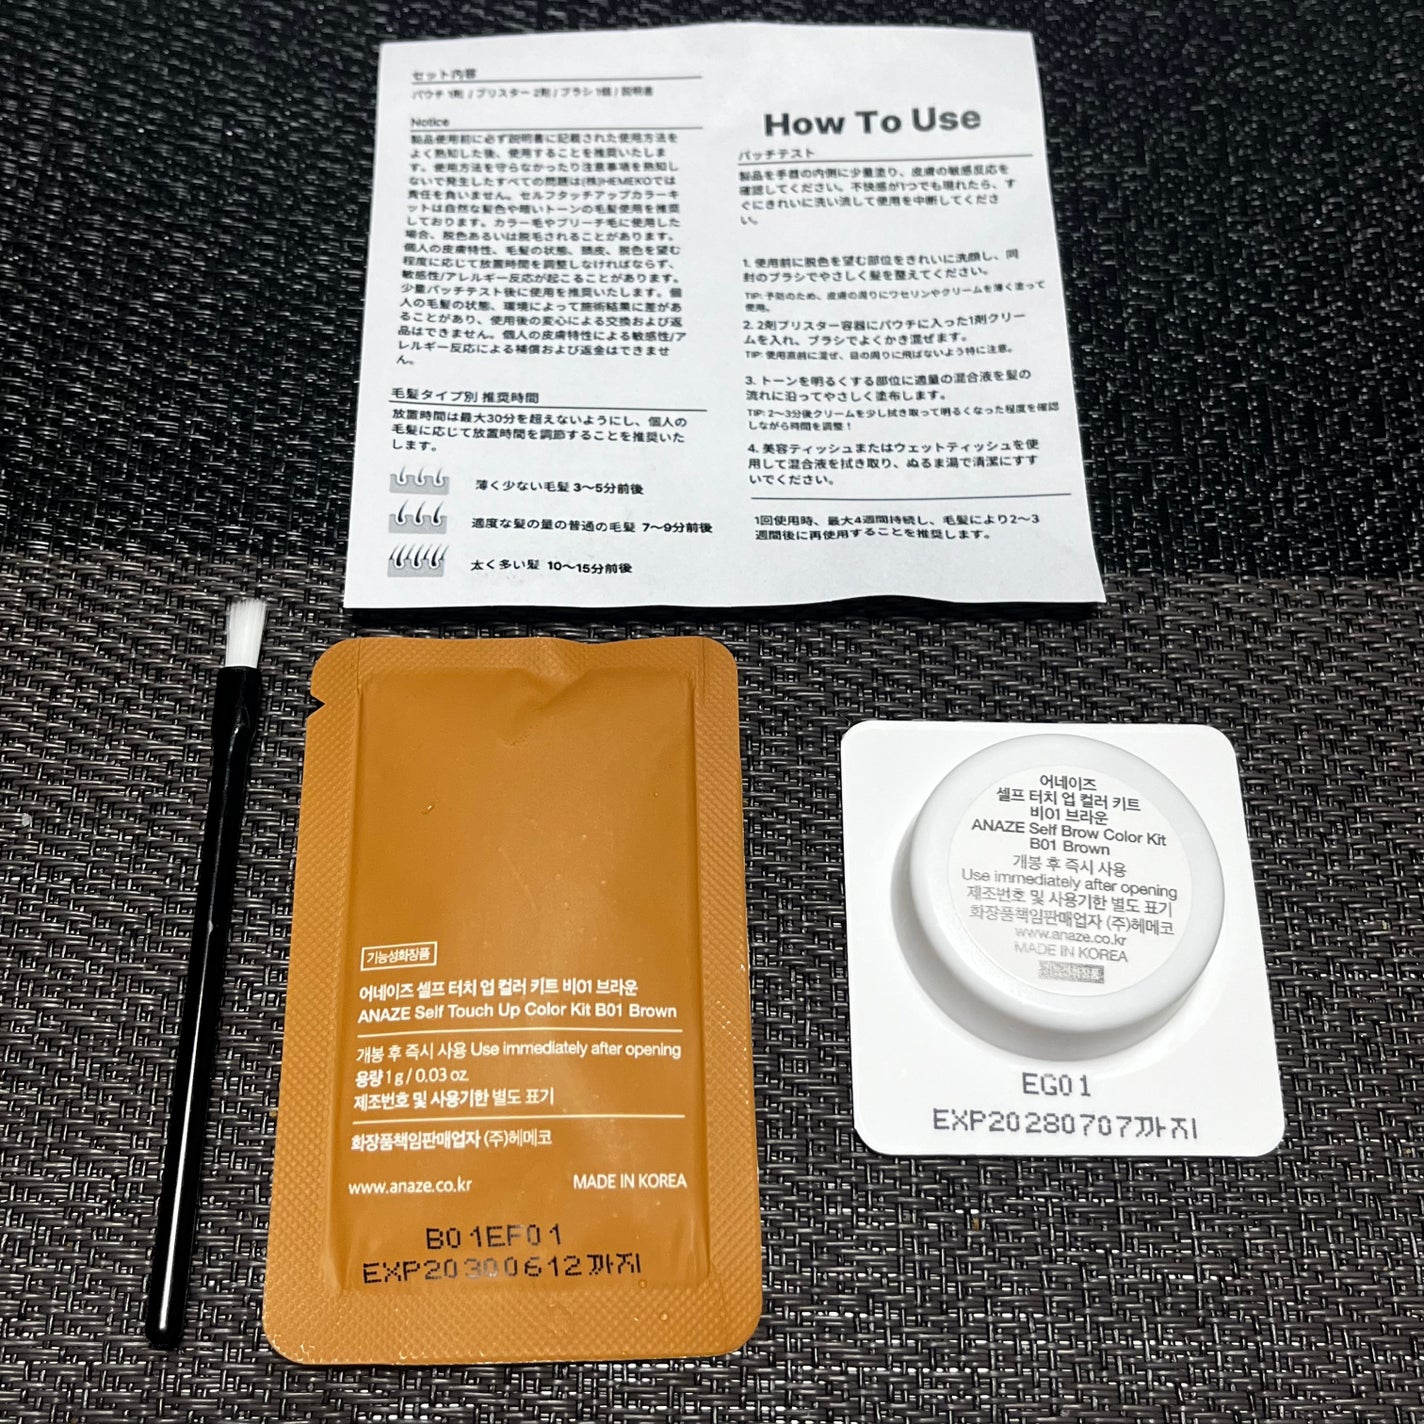 セット内容
パウチ 1剤 / ブリスター 2剤 / ブラシ 1個 / 説明書
Notice
製品使用前に必ず説明書に記載された使用方法を
よく熟知した後、使用することを推奨いたしま
す。使用方法を守らなかったり注意事項を熟知し
ないで発生したすべての問題は(株)HEMEKOでは
責任を負いません。セルフタッチアップカラーキ
ットは自然な髪色や暗いトーンの毛髪使用を推奨
しております。カラー毛やブリーチ毛に使用した
場合、脱色あるいは脱毛されることがあります。
個人の皮膚特性、毛髪の状態、頭皮、脱色を望む
程度に応じて放置時間を調整しなければならず、
敏感性/アレルギー反応が起こることがあります。
少量パッチテスト後に使用を推奨いたします。個
人の毛髪の状態、環境によって施術結果に差があ
ることがあり、使用後の変心による交換および返
品はできません。個人の皮膚特性による敏感性/ア
レルギー反応による補償および返金はできませ
ん。
毛髪タイプ別 推奨時間
放置時間は最大30分を超えないようにし、個人の
毛髪に応じて放置時間を調節することを推奨いた
します。
薄く少ない毛髪 3〜5分前後
適度な髪の量の普通の毛髪 7〜9分前後
太く多い髪 10〜15分前後
How To Use
パッチテスト
製品を手首の内側に少量塗り、皮膚の敏感反応を
確認してください。不快感が1つでも現れたら、す
ぐにきれいに洗い流して使用を中断してくださ
い。
1. 使用前に脱色を望む部位をきれいに洗顔し、同
封のブラシでやさしく髪を整えてください。
TIP: 予防のため、皮膚の周りにワセリンやクリームを薄く塗って
使用。
2. 2剤ブリスター容器にパウチに入った1剤クリー
ムを入れ、ブラシでよくかき混ぜます。
TIP: 使用直前に混ぜ、目の周りに飛ばないよう特に注意。
3. トーンを明るくする部位に適量の混合液を髪の
流れに沿ってやさしく塗布します。
TIP: 2〜3分後クリームを少し拭き取って明るくなった程度を確認
しながら時間を調整！
4. 美容ティッシュまたはウェットティッシュを使
用して混合液を拭き取り、ぬるま湯で清潔にすす
いでください。
1回使用時、最大4週間持続し、毛髪により2〜3
週間後に再使用することを推奨します。
기능성화장품
어네이즈 셀프 터치 업 컬러 키트 비01 브라운
ANAZE Self Touch Up Color Kit B01 Brown
개봉 후 즉시 사용 Use immediately after opening
용량 1 g / 0.03 oz.
제조번호 및 사용기한 별도 표기
화장품책임판매업자 (주)헤메코
www.anaze.co.kr MADE IN KOREA
B01EF01
EXP20300612까지
어네이즈
셀프 터치 업 컬러 키트
비01 브라운
ANAZE Self Brow Color Kit
B01 Brown
개봉 후 즉시 사용
Use immediately after opening
제조번호 및 사용기한 별도 표기
화장품책임판매업자 (주)헤메코
www.anaze.co.kr
MADE IN KOREA
기능성화장품
EG01
EXP20280707까지